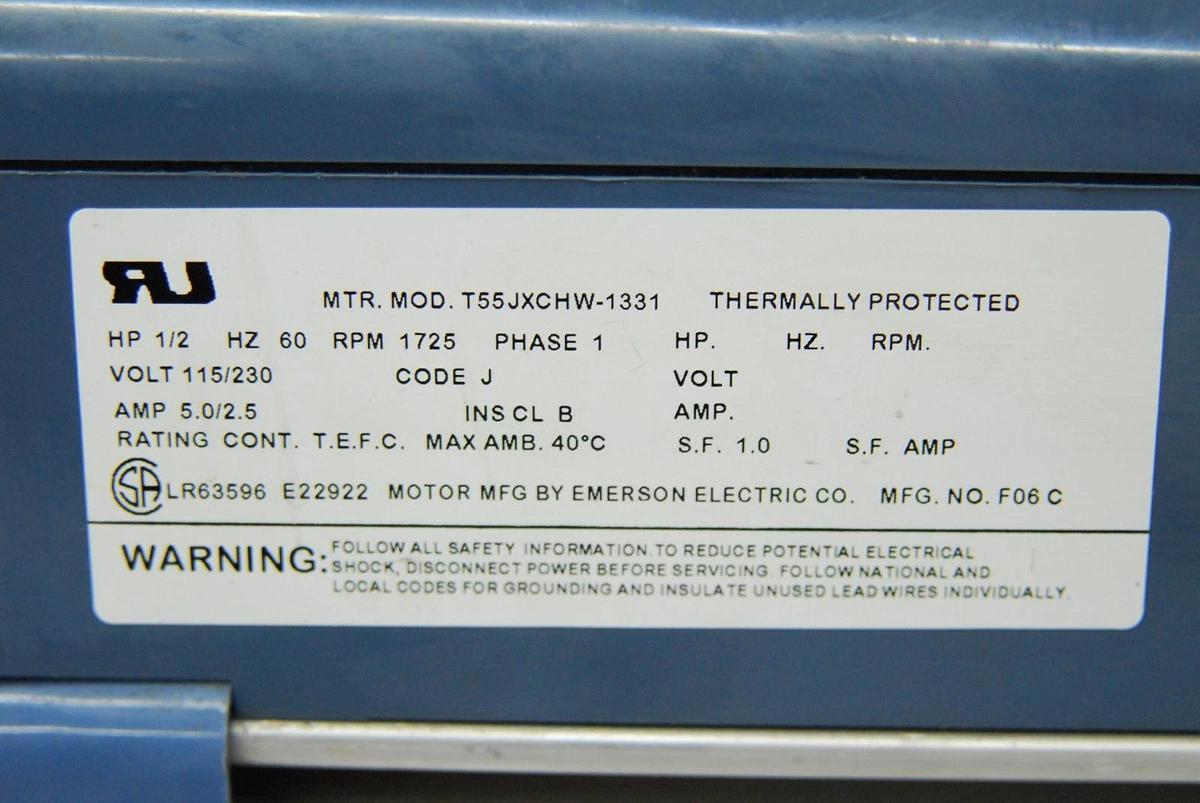 RU MTR. MOD. T55JXCHW-1331 THERMALLY PROTECTED
HP 1/2 HZ 60 RPM 1725 PHASE 1 HP. HZ. RPM.
VOLT 115/230 CODE J VOLT
AMP 5.0/2.5 INS CL B AMP.
RATING CONT. T.E.F.C. MAX AMB. 40°C S.F. 1.0 S.F. AMP
SA LR63596 E22922 MOTOR MFG BY EMERSON ELECTRIC CO. MFG. NO. F06 C
WARNING: FOLLOW ALL SAFETY INFORMATION. TO REDUCE POTENTIAL ELECTRICAL
SHOCK, DISCONNECT POWER BEFORE SERVICING. FOLLOW NATIONAL AND
LOCAL CODES FOR GROUNDING AND INSULATE UNUSED LEAD WIRES INDIVIDUALLY.